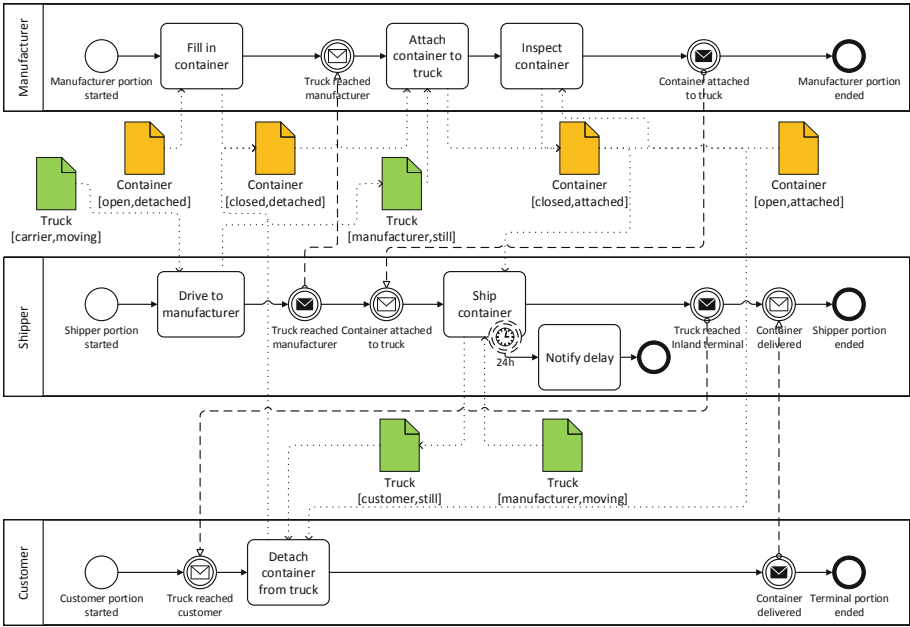 Manufacturer
Manufacturer portion
started
Fill in
container
Truck reached
manufacturer
Attach
container to
truck
Inspect
container
Container attached
to truck
Manufacturer portion
ended
Container
[open,detached]
Container
[closed,detached]
Container
[closed,attached]
Container
[open,attached]
Truck
[carrier,moving]
Truck
[manufacturer,still]
Shipper
Shipper portion
started
Drive to
manufacturer
Truck reached
manufacturer
Container attached
to truck
Ship
container
24h
Notify delay
Truck reached
Inland terminal
Container
delivered
Shipper portion
ended
Truck
[customer,still]
Truck
[manufacturer,moving]
Customer
Customer portion
started
Truck reached
customer
Detach
container
from truck
Container
delivered
Terminal portion
ended